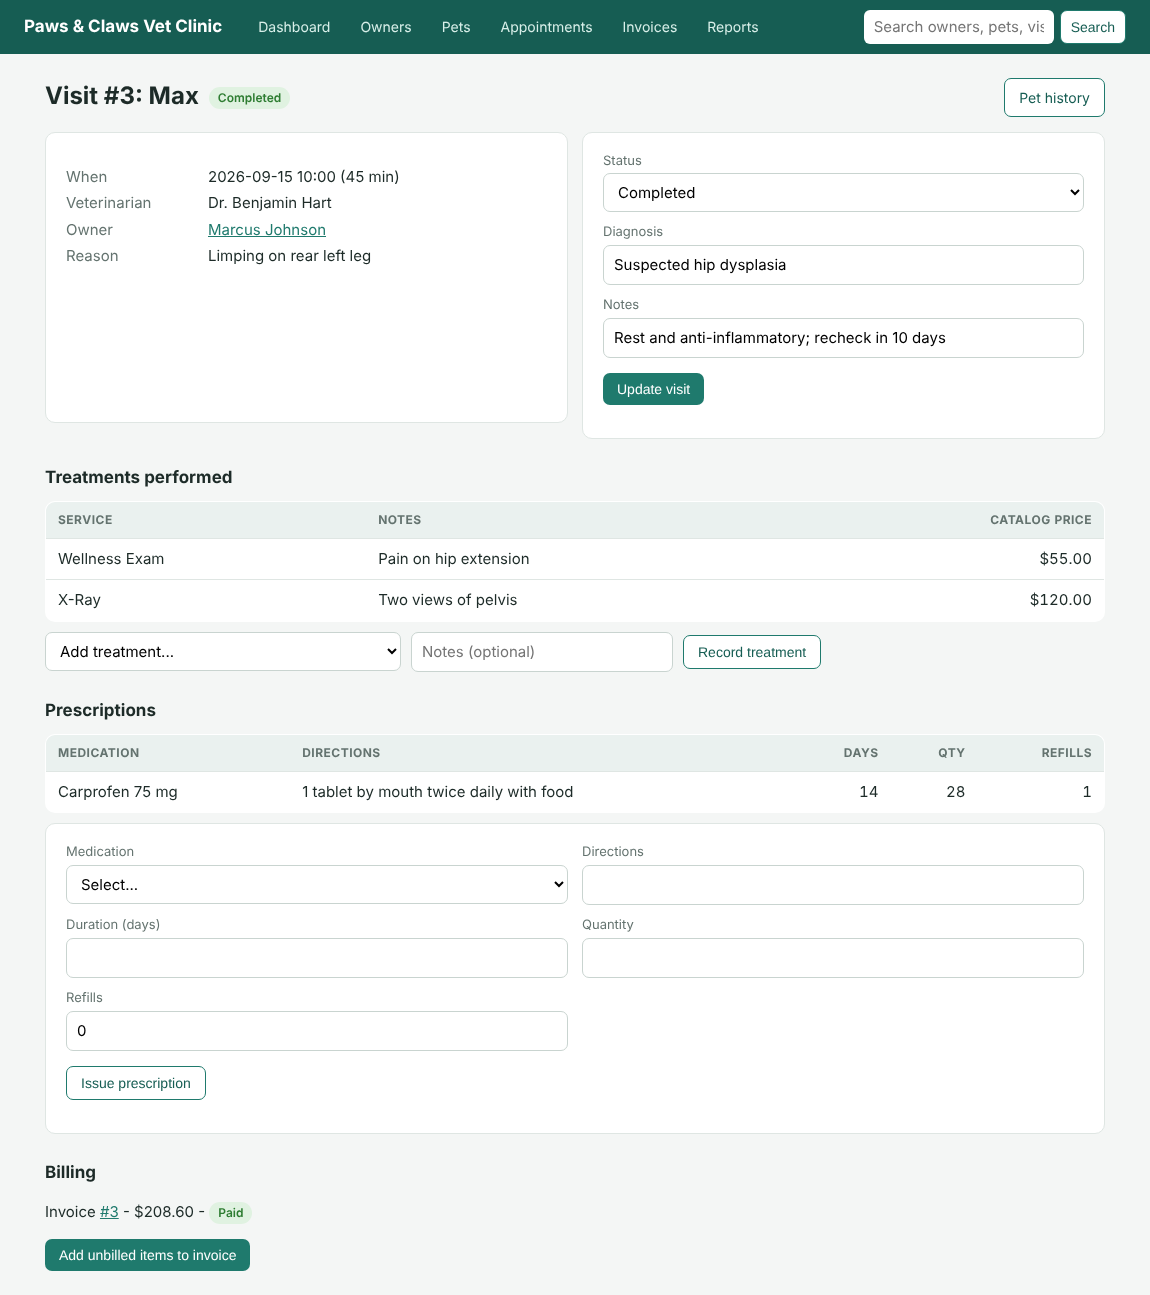 Paws & Claws Vet Clinic Dashboard Owners Pets Appointments Invoices Reports Search owners, pets, vis Search
Visit #3: Max Completed Pet history
When 2026-09-15 10:00 (45 min)
Veterinarian Dr. Benjamin Hart
Owner Marcus Johnson
Reason Limping on rear left leg
Status
Completed
Diagnosis
Suspected hip dysplasia
Notes
Rest and anti-inflammatory; recheck in 10 days
Update visit
Treatments performed
SERVICE NOTES CATALOG PRICE
Wellness Exam Pain on hip extension $55.00
X-Ray Two views of pelvis $120.00
Add treatment... Notes (optional) Record treatment
Prescriptions
MEDICATION DIRECTIONS DAYS QTY REFILLS
Carprofen 75 mg 1 tablet by mouth twice daily with food 14 28 1
Medication Directions
Select...
Duration (days) Quantity
Refills
0
Issue prescription
Billing
Invoice #3 - $208.60 - Paid
Add unbilled items to invoice